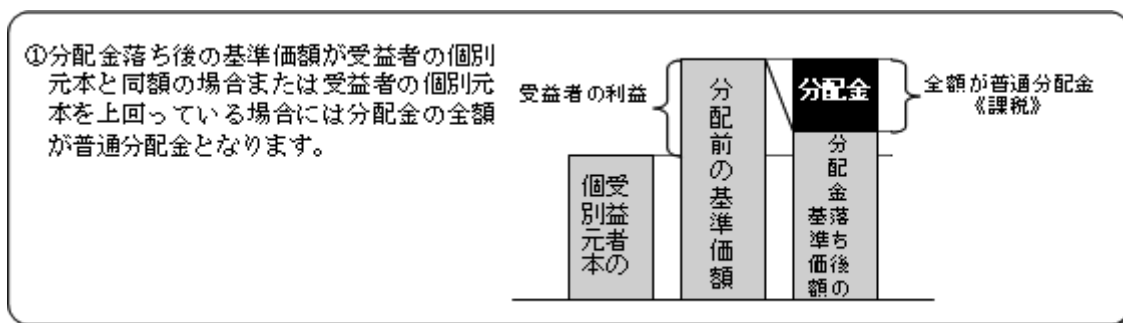 ①分配金落ち後の基準価額が受益者の個別
元本と同額の場合または受益者の個別元
本を上回っている場合には分配金の全額
が普通分配金となります。
受益者の利益
受益者の
個別元本
分配前の基準価額
分配金
分配金落ち後の
基準価額
全額が普通分配金
《課税》